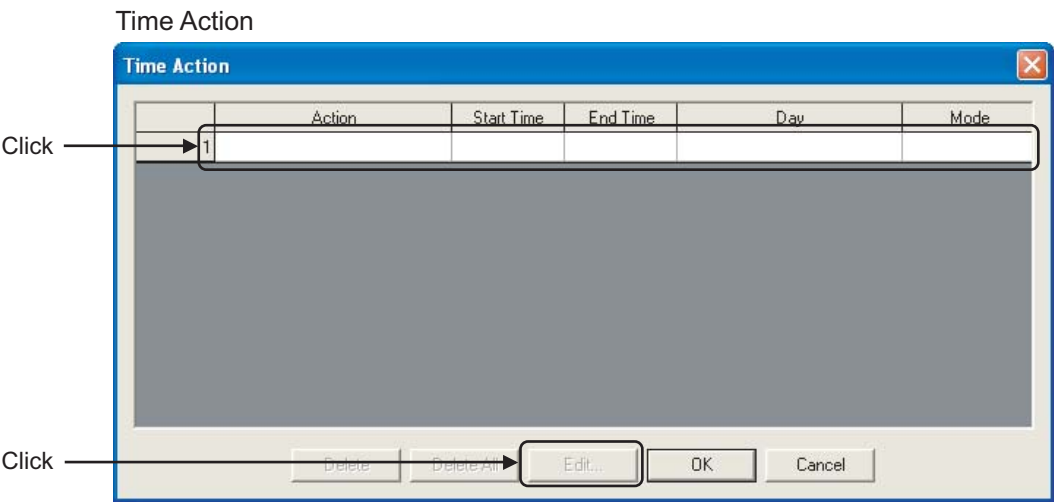 Time Action
Time Action
Action Start Time End Time Day Mode
Click
1
Click
Delete Delete All Edit... OK Cancel